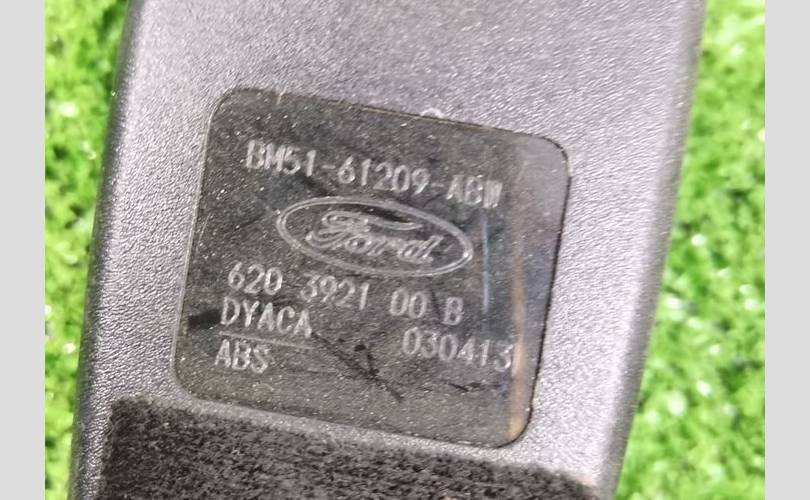 BM51-61209-ABW
Ford
620 3921 00 B
DYACA 030413
ABS